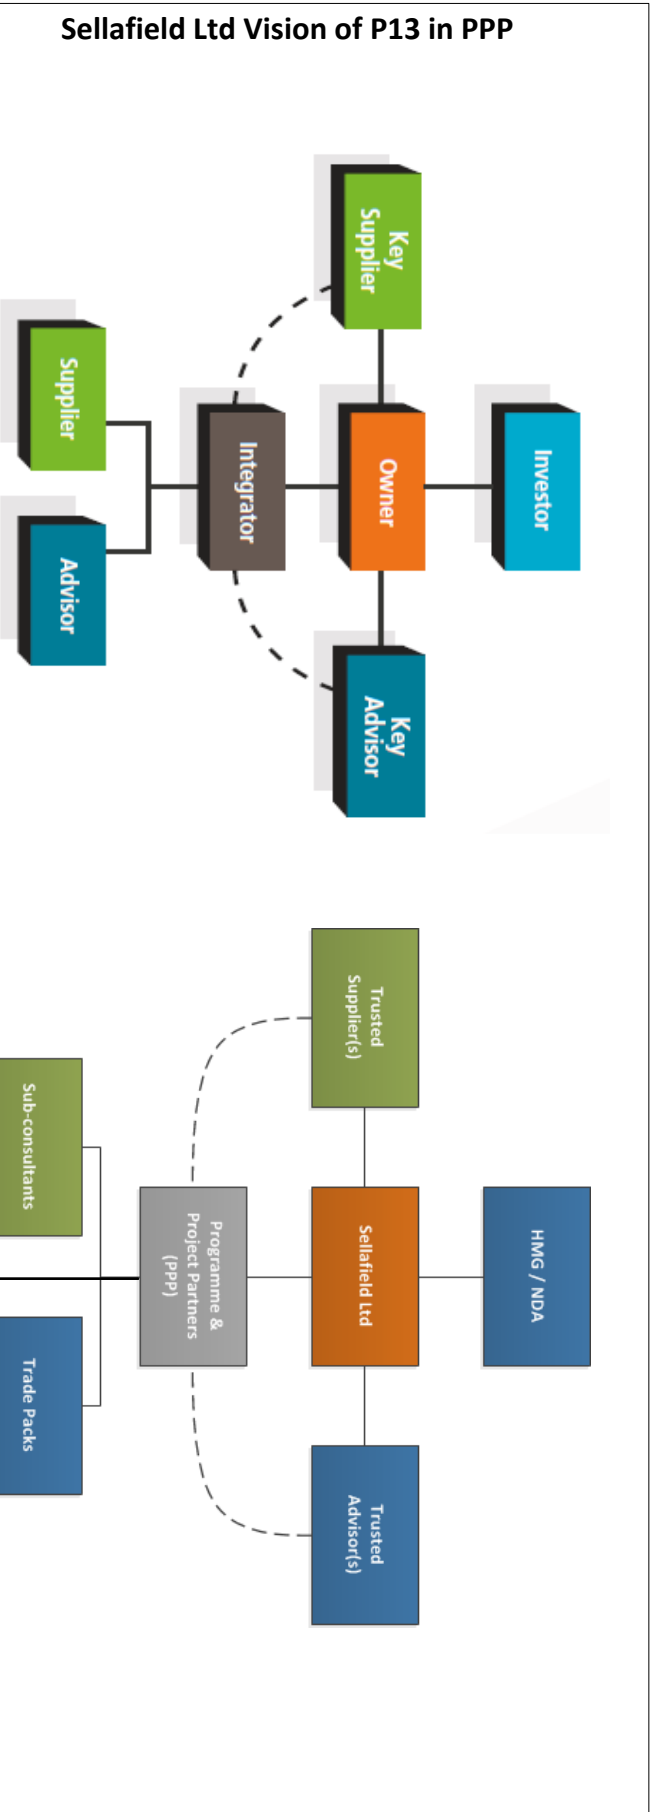 Sellafield Ltd Vision of P13 in PPP
Investor
Key
Supplier
Owner
Key
Advisor
Integrator
Supplier
Advisor
HMG / NDA
Trusted
Supplier(s)
Sellafield Ltd
Trusted
Advisor(s)
Programme &
Project Partners
(PPP)
Sub-consultants
Trade Packs